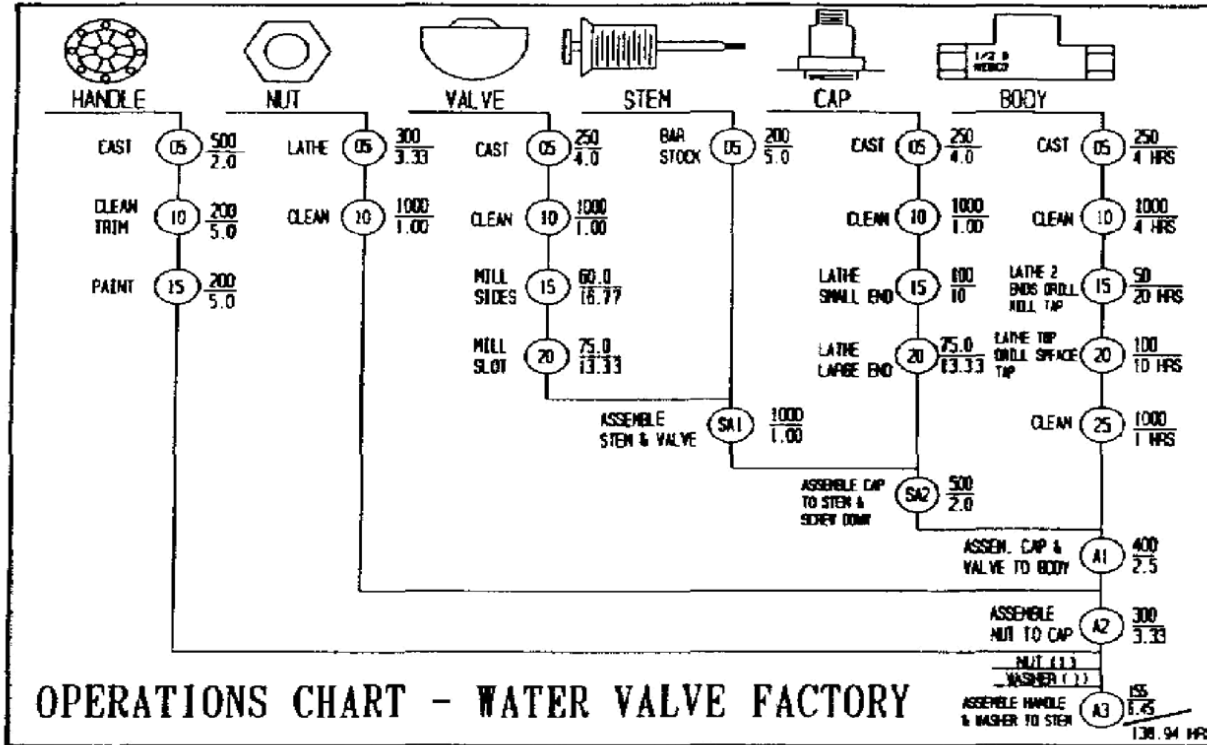 1/2 B
HANDLE
NUT
VALVE
STEM
CAP
BODY
CAST
05
500
2.0
LATHE
05
300
3.33
CAST
05
250
4.0
BAR
STOCK
05
200
5.0
CAST
05
250
4.0
CAST
05
250
4 HRS
CLEAN
TRIM
10
200
5.0
CLEAN
10
1000
1.00
CLEAN
10
1000
1.00
CLEAN
10
1000
1.00
CLEAN
10
1000
4 HRS
PAINT
15
200
5.0
MILL
SIDES
15
60.0
LATHE
SMALL END
15
100
10
LATHE 2
ENDS DRILL
TAP
15
50
20 HRS
MILL
SLOT
20
75.0
13.33
LATHE
LARGE END
20
75.0
13.33
LATHE TOP
DRILL
TAP
20
100
10 HRS
ASSEMBLE
STEM & VALVE
SA1
1000
1.00
CLEAN
25
1000
1 HRS
ASSEMBLE CAP
TO STEM &
SCREW DOWN
SA2
500
2.0
ASSEM. CAP &
VALVE TO BODY
A1
400
2.5
ASSEMBLE
NUT TO CAP
A2
300
3.33
NUT (1)
WASHER (1)
ASSEMBLE HANDLE
& WASHER TO STEM
A3
155
138.94 HRS
OPERATIONS CHART - WATER VALVE FACTORY